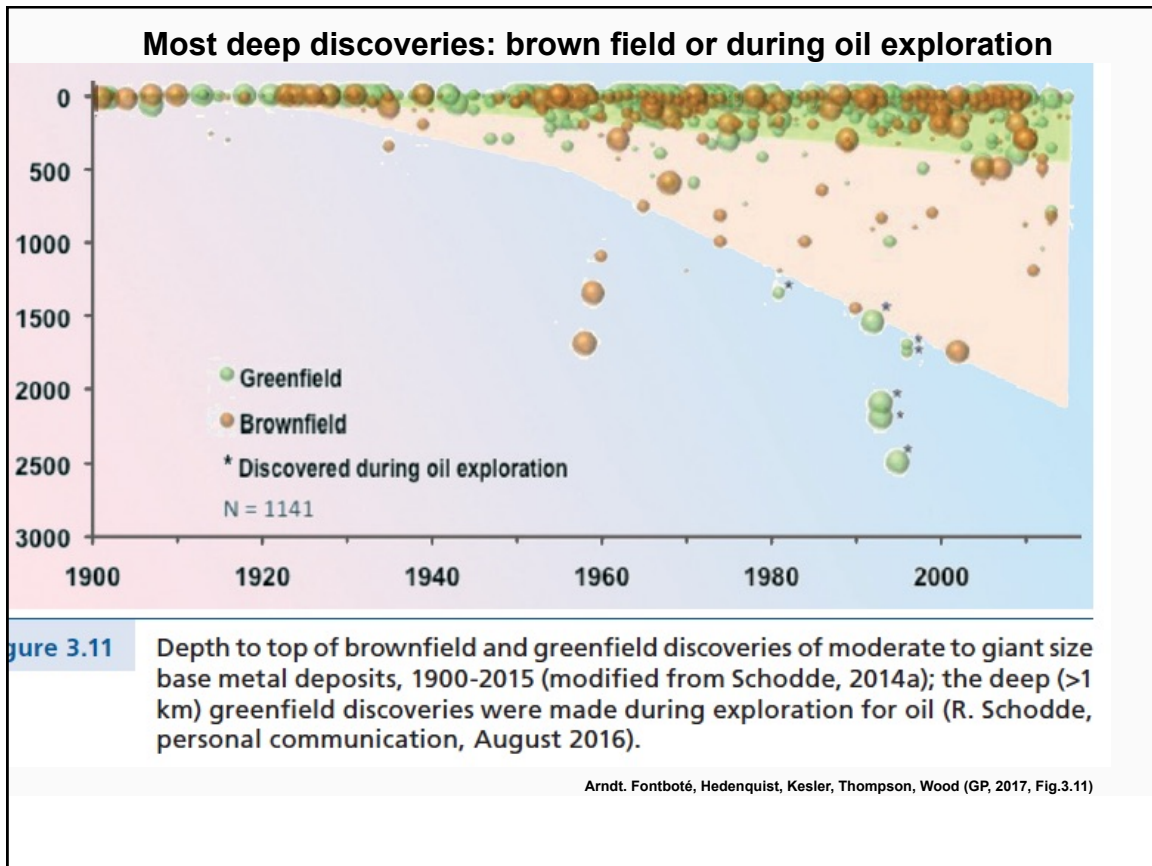 Most deep discoveries: brown field or during oil exploration
0
500
1000
1500
2000
2500
3000
1900 1920 1940 1960 1980 2000
Greenfield
Brownfield
* Discovered during oil exploration
N = 1141
* * * * * * *
gure 3.11 Depth to top of brownfield and greenfield discoveries of moderate to giant size
base metal deposits, 1900-2015 (modified from Schodde, 2014a); the deep (>1
km) greenfield discoveries were made during exploration for oil (R. Schodde,
personal communication, August 2016).
Arndt. Fontboté, Hedenquist, Kesler, Thompson, Wood (GP, 2017, Fig.3.11)